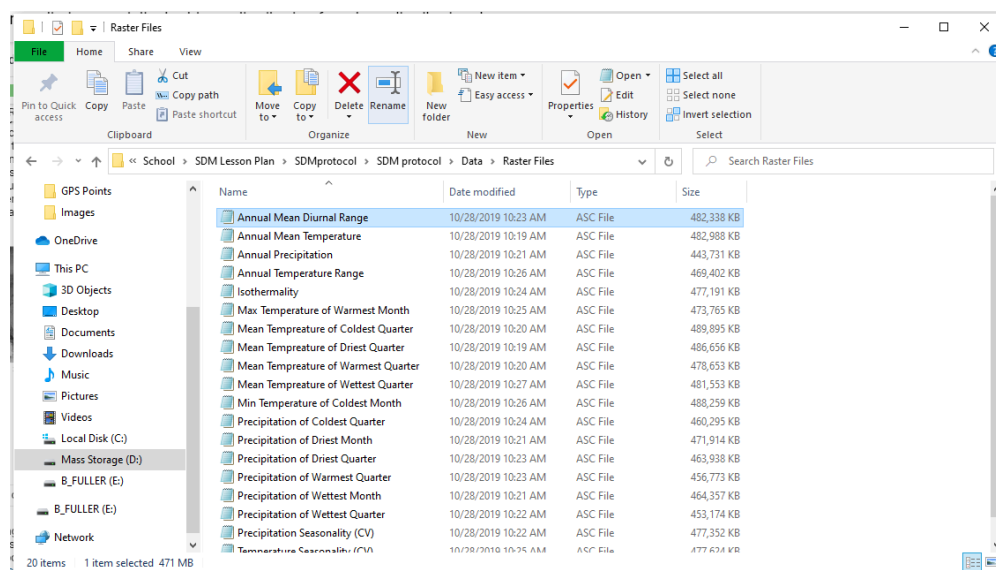 Raster Files
File Home Share View
Pin to Quick access
Copy
Paste
Cut
Copy path
Paste shortcut
Clipboard
Move to
Copy to
Delete
Rename
Organize
New folder
New item
Easy access
New
Properties
Open
Edit
History
Open
Select all
Select none
Invert selection
Select
« School > SDM Lesson Plan > SDMprotocol > SDM protocol > Data > Raster Files
Search Raster Files
GPS Points
Images
OneDrive
This PC
3D Objects
Desktop
Documents
Downloads
Music
Pictures
Videos
Local Disk (C:)
Mass Storage (D:)
B_FULLER (E:)
B_FULLER (E:)
Network
Name Date modified Type Size
Annual Mean Diurnal Range 10/28/2019 10:23 AM ASC File 482,338 KB
Annual Mean Temperature 10/28/2019 10:19 AM ASC File 482,988 KB
Annual Precipitation 10/28/2019 10:21 AM ASC File 443,731 KB
Annual Temperature Range 10/28/2019 10:26 AM ASC File 469,402 KB
Isothermality 10/28/2019 10:24 AM ASC File 477,191 KB
Max Temperature of Warmest Month 10/28/2019 10:25 AM ASC File 473,765 KB
Mean Tempreature of Coldest Quarter 10/28/2019 10:20 AM ASC File 489,895 KB
Mean Tempreature of Driest Quarter 10/28/2019 10:19 AM ASC File 486,656 KB
Mean Tempreature of Warmest Quarter 10/28/2019 10:20 AM ASC File 478,653 KB
Mean Tempreature of Wettest Quarter 10/28/2019 10:27 AM ASC File 481,553 KB
Min Temperature of Coldest Month 10/28/2019 10:26 AM ASC File 488,259 KB
Precipitation of Coldest Quarter 10/28/2019 10:24 AM ASC File 460,295 KB
Precipitation of Driest Month 10/28/2019 10:21 AM ASC File 471,914 KB
Precipitation of Driest Quarter 10/28/2019 10:23 AM ASC File 463,938 KB
Precipitation of Warmest Quarter 10/28/2019 10:23 AM ASC File 456,773 KB
Precipitation of Wettest Month 10/28/2019 10:21 AM ASC File 464,357 KB
Precipitation of Wettest Quarter 10/28/2019 10:22 AM ASC File 453,174 KB
Precipitation Seasonality (CV) 10/28/2019 10:22 AM ASC File 477,352 KB
Temperature Seasonality (CV) 10/28/2019 10:25 AM ASC File 477,624 KB
20 items 1 item selected 471 MB